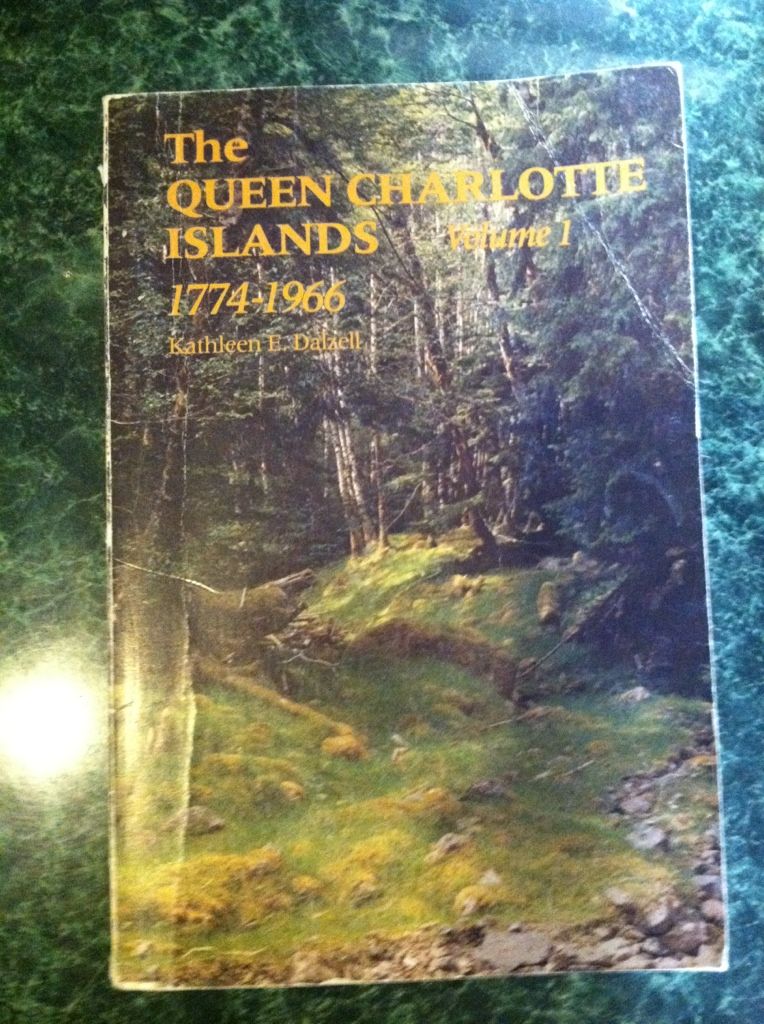 The
QUEEN CHARLOTTE
ISLANDS Volume 1
1774-1966
Kathleen E. Dalzell